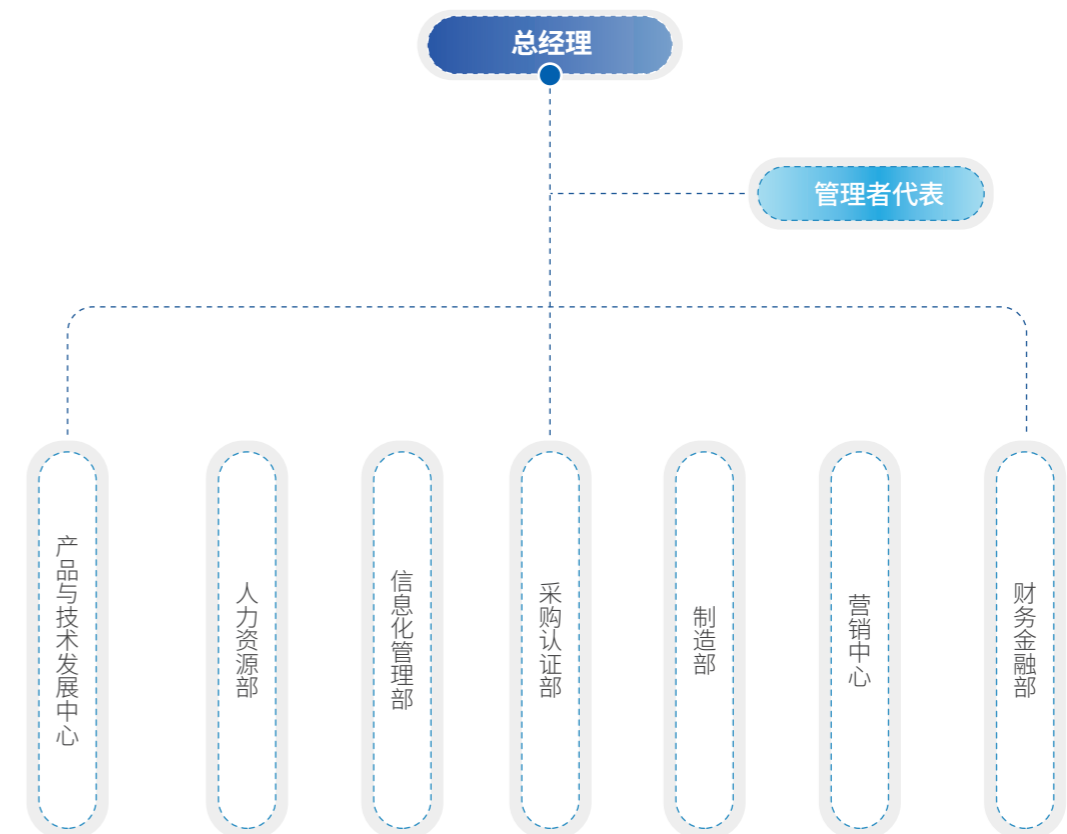 总经理
管理者代表
产品与技术发展中心
人力资源部
信息化管理部
采购认证部
制造部
营销中心
财务金融部